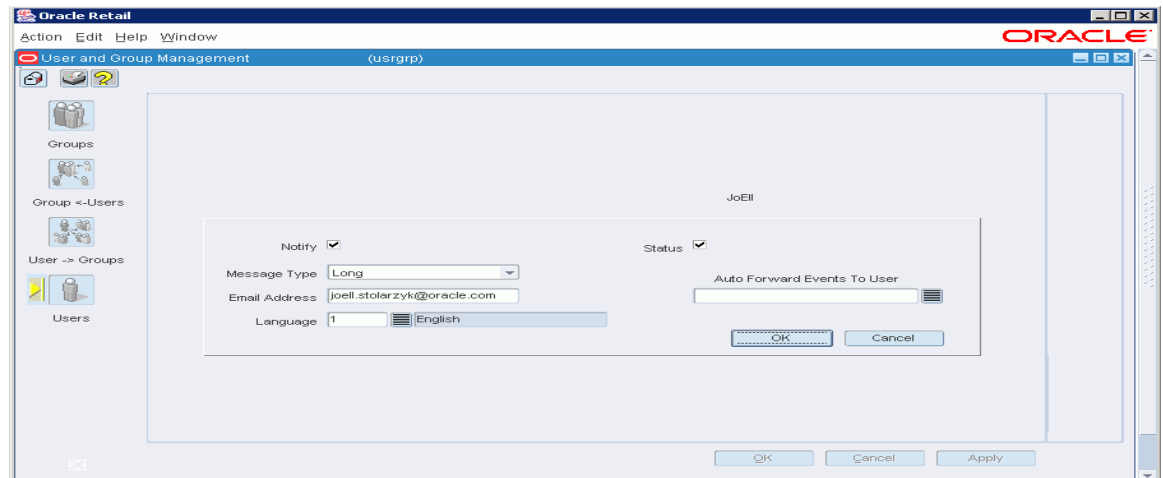 Oracle Retail
Action Edit Help Window
ORACLE
User and Group Management (usrgrp)
Groups
Group <-Users
User -> Groups
Users
JoEll
Notify
Status
Message Type Long
Auto Forward Events To User
Email Address joell.stolarzyk@oracle.com
Language 1 English
OK Cancel
OK Cancel Apply